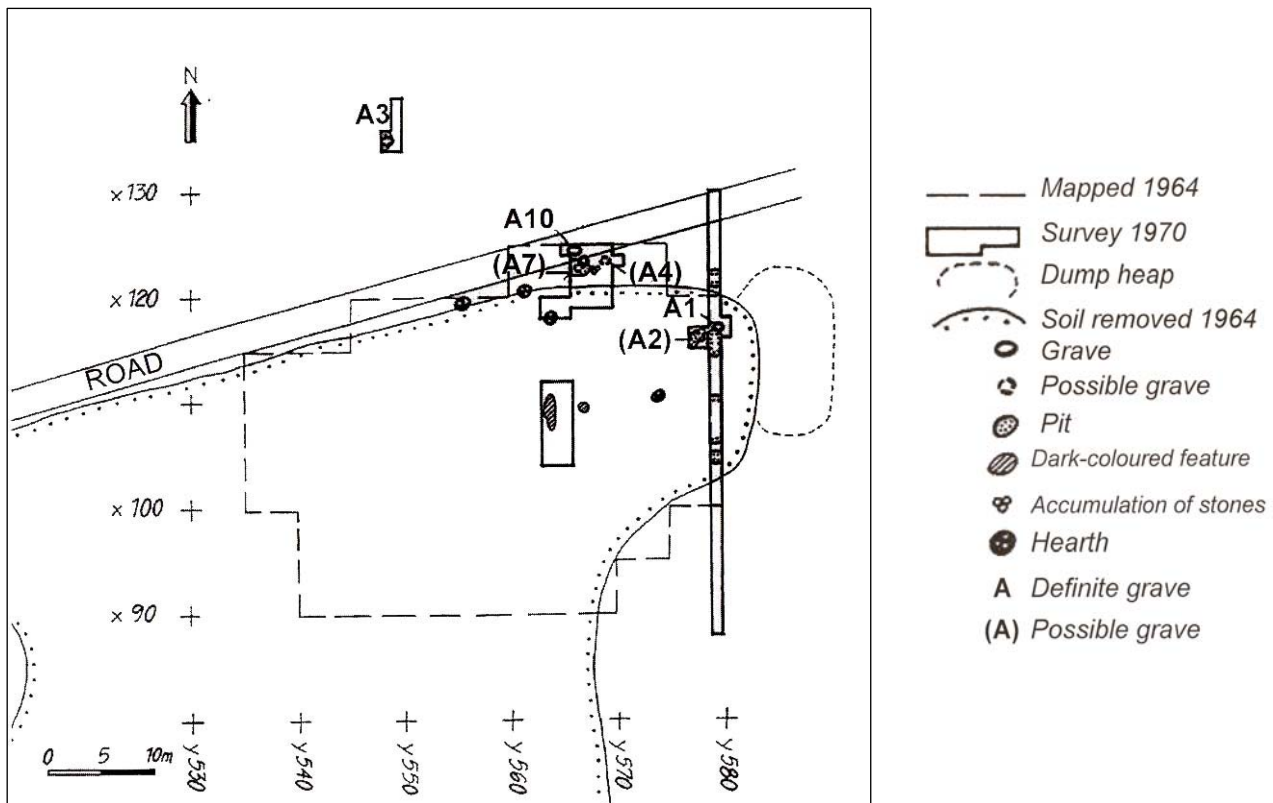 N
A3
× 130
A10
(A7)
(A4)
× 120
A1
(A2)
ROAD
× 100
× 90
0 5 10m
y 530
y 540
y 550
y 560
y 570
y 580
Mapped 1964
Survey 1970
Dump heap
Soil removed 1964
Grave
Possible grave
Pit
Dark-coloured feature
Accumulation of stones
Hearth
A Definite grave
(A) Possible grave